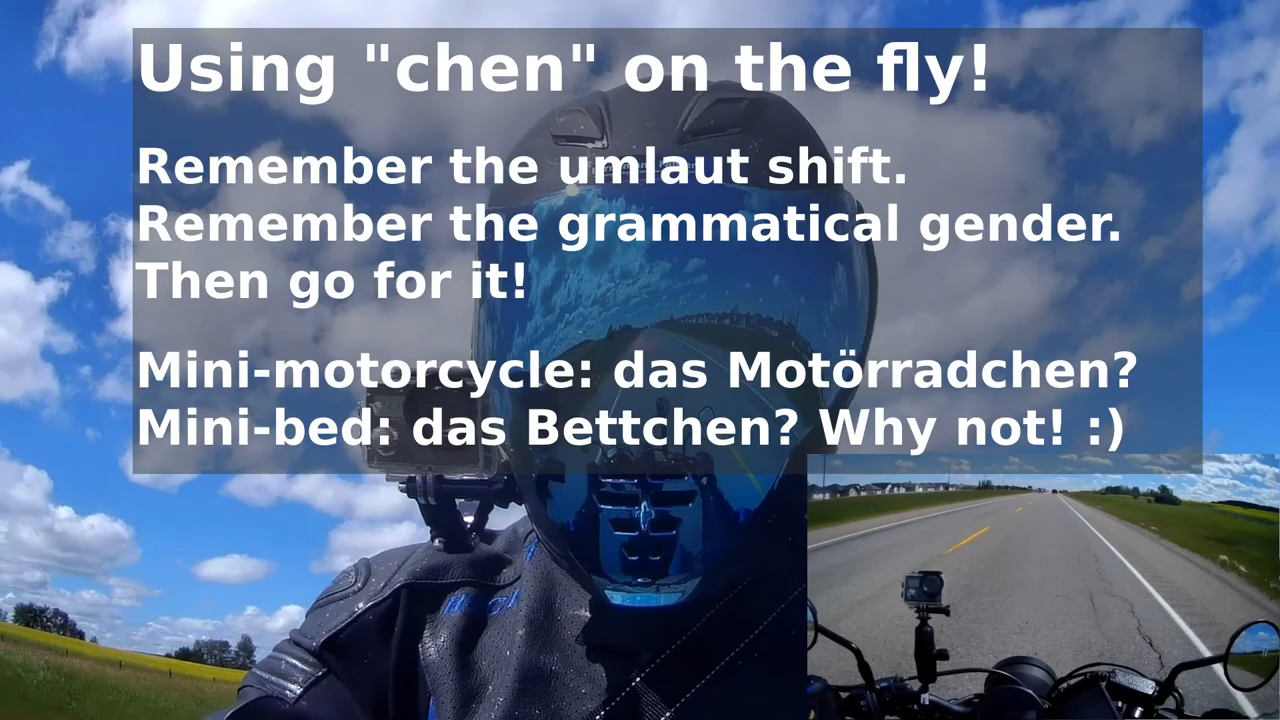 Using "chen" on the fly!
Remember the umlaut shift.
Remember the grammatical gender.
Then go for it!
Mini-motorcycle: das Motörradchen?
Mini-bed: das Bettchen? Why not! :)